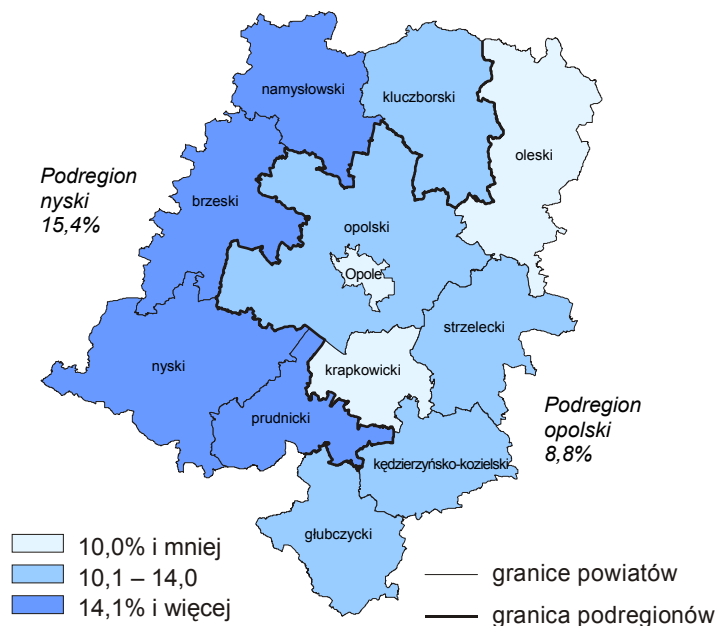 namysłowski
kluczborski
oleski
Podregion
nyski
15,4%
brzeski
opolski
Opole
strzelecki
nyski
krapkowicki
prudnicki
Podregion
opolski
8,8%
kędzierzyńsko-kozielski
głubczycki
10,0% i mniej
10,1 – 14,0
14,1% i więcej
granice powiatów
granica podregionów